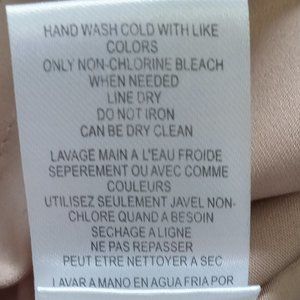 HAND WASH COLD WITH LIKE
COLORS
ONLY NON-CHLORINE BLEACH
WHEN NEEDED
LINE DRY
DO NOT IRON
CAN BE DRY CLEAN
LAVAGE MAIN A L'EAU FROIDE
SEPEREMENT OU AVEC COMME
COULEURS
UTILISEZ SEULEMENT JAVEL NON-
CHLORE QUAND A BESOIN
SECHAGE A LIGNE
NE PAS REPASSER
PEUT ETRE NETTOYER A SEC
LAVAR A MANO EN AGUA FRIA POR